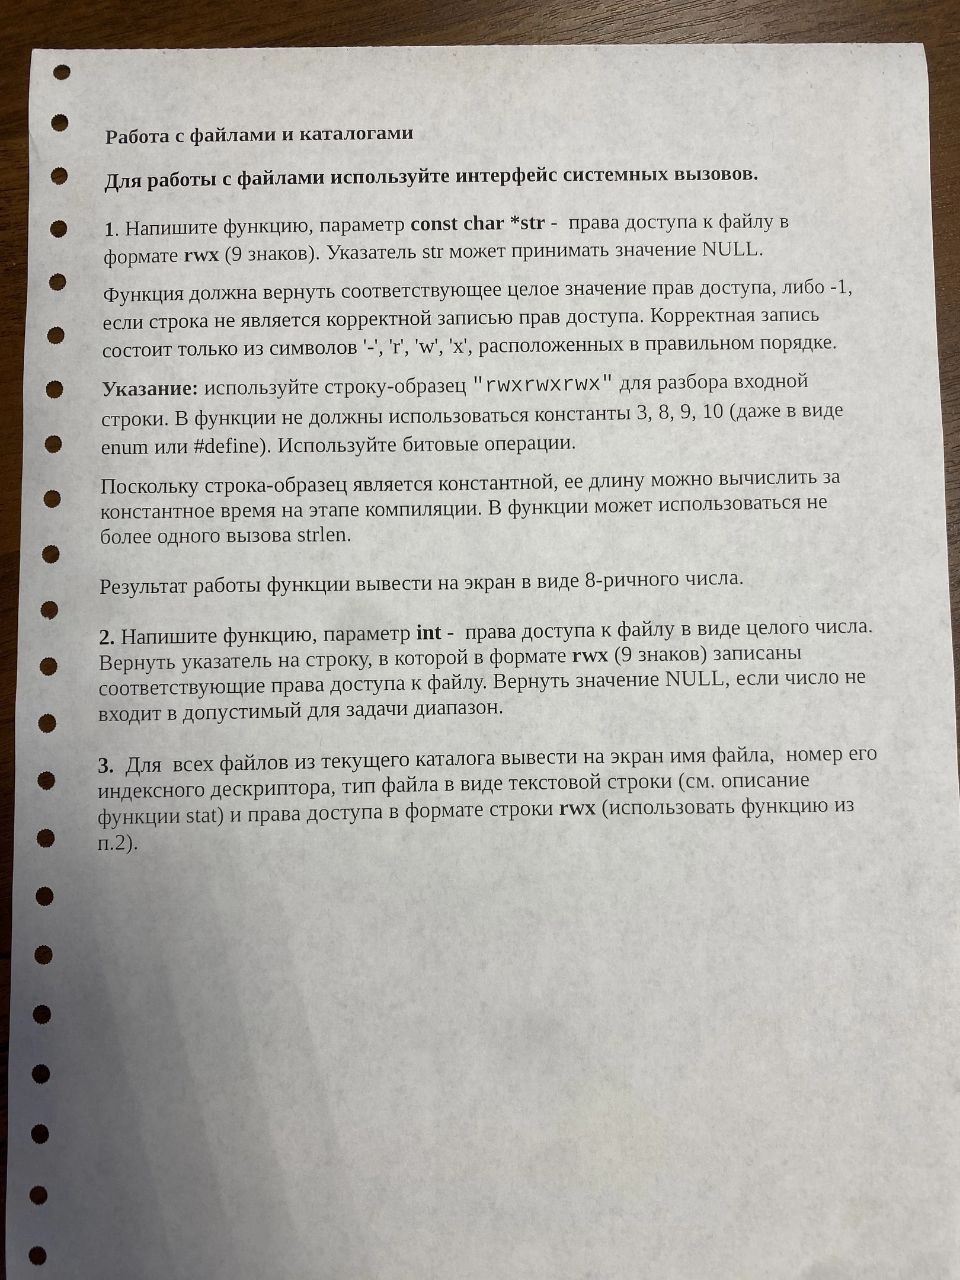 Работа с файлами и каталогами
Для работы с файлами используйте интерфейс системных вызовов.
1. Напишите функцию, параметр const char *str - права доступа к файлу в
формате rwx (9 знаков). Указатель str может принимать значение NULL.
Функция должна вернуть соответствующее целое значение прав доступа, либо -1,
если строка не является корректной записью прав доступа. Корректная запись
состоит только из символов '-', 'r', 'w', 'x', расположенных в правильном порядке.
Указание: используйте строку-образец "rwxrwxrwx" для разбора входной
строки. В функции не должны использоваться константы 3, 8, 9, 10 (даже в виде
enum или #define). Используйте битовые операции.
Поскольку строка-образец является константной, ее длину можно вычислить за
константное время на этапе компиляции. В функции может использоваться не
более одного вызова strlen.
Результат работы функции вывести на экран в виде 8-ричного числа.
2. Напишите функцию, параметр int - права доступа к файлу в виде целого числа.
Вернуть указатель на строку, в которой в формате rwx (9 знаков) записаны
соответствующие права доступа к файлу. Вернуть значение NULL, если число не
входит в допустимый для задачи диапазон.
3. Для всех файлов из текущего каталога вывести на экран имя файла, номер его
индексного дескриптора, тип файла в виде текстовой строки (см. описание
функции stat) и права доступа в формате строки rwx (использовать функцию из
п.2).